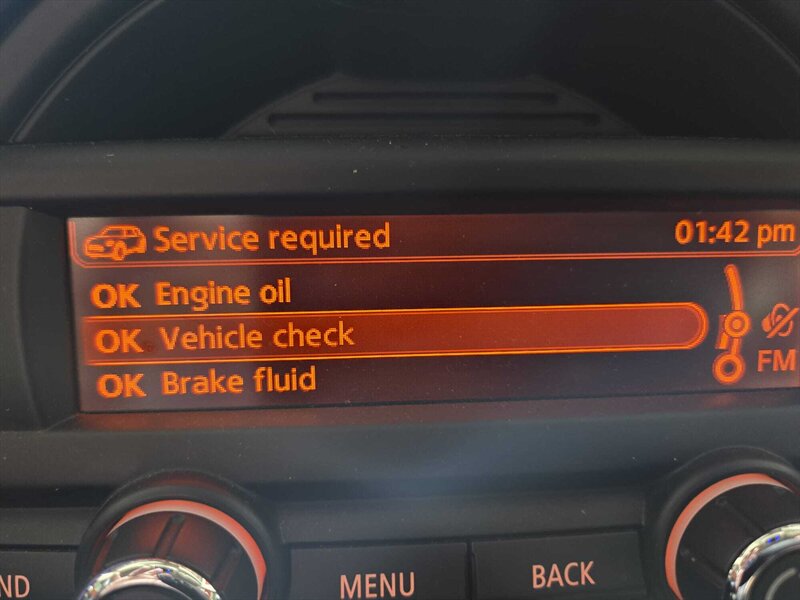 Service required 01:42 pm
OK Engine oil
OK Vehicle check
OK Brake fluid
FM
MENU
BACK